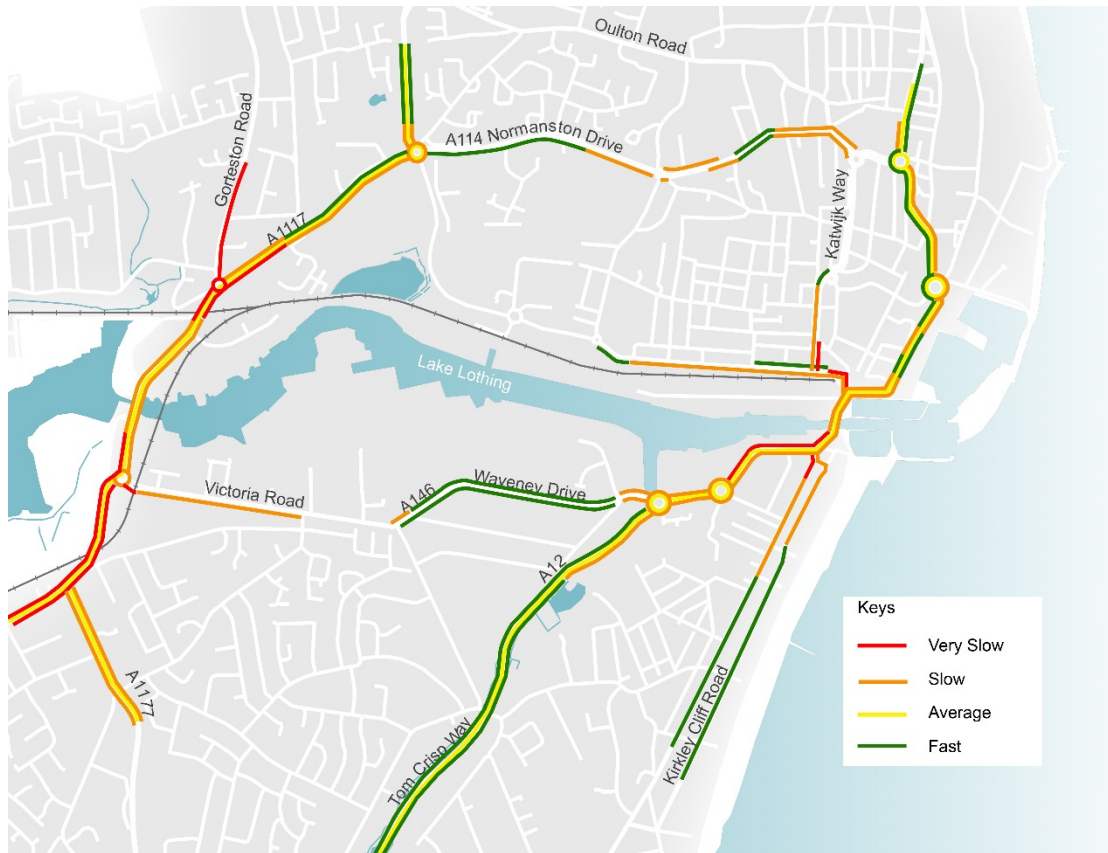 Oulton Road
A114 Normanston Drive
Gorteston Road
A1117
Katwijk Way
Lake Lothing
Victoria Road
A146
Waveney Drive
A12
A1177
Tom Crisp Way
Kirkley Cliff Road
Keys
Very Slow
Slow
Average
Fast